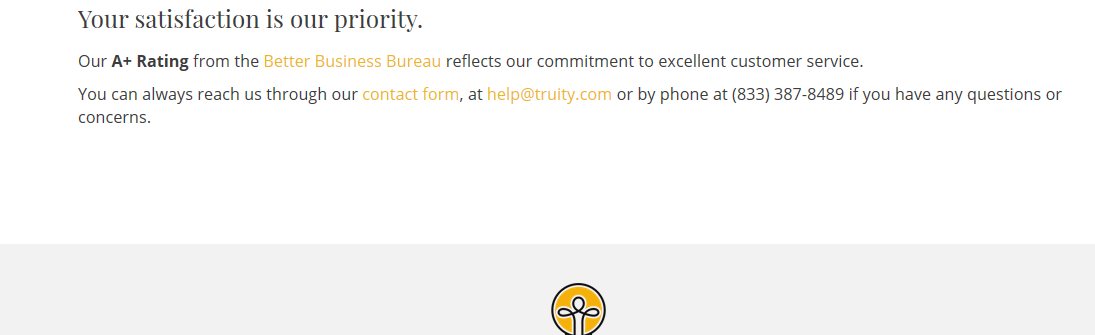 Your satisfaction is our priority.
Our A+ Rating from the Better Business Bureau reflects our commitment to excellent customer service.
You can always reach us through our contact form, at help@truity.com or by phone at (833) 387-8489 if you have any questions or
concerns.